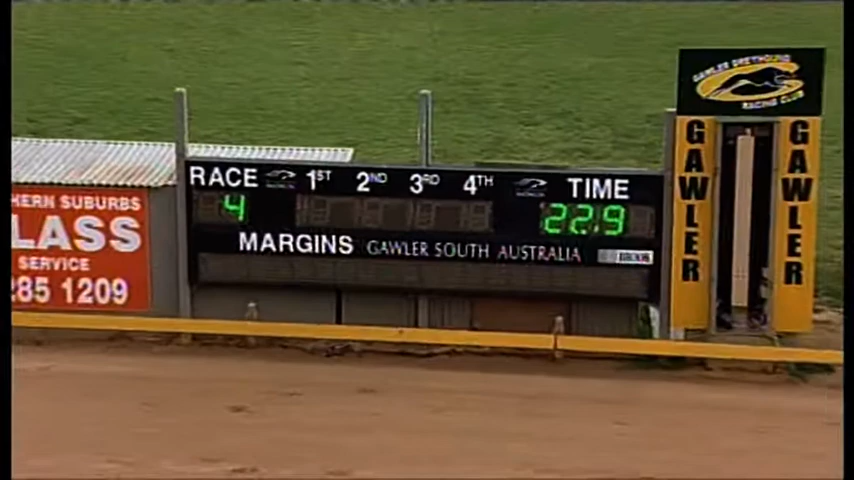 GAWLER GREYHOUND
RACING CLUB
RACE 1ST 2ND 3RD 4TH TIME
4 22.9
MARGINS GAWLER SOUTH AUSTRALIA
GAWLER
GAWLER
HERN SUBURBS
LASS
SERVICE
285 1209